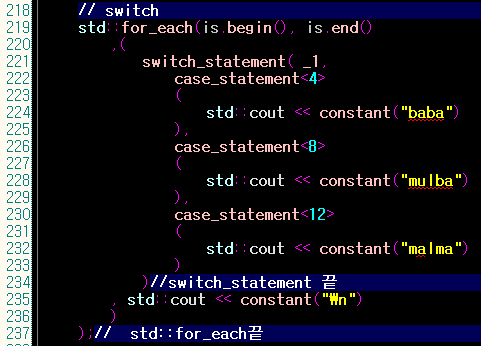 218 // switch
219 std::for_each(is.begin(), is.end()
220 ,(
221 switch_statement( _1,
222 case_statement<4>
223 (
224 std::cout << constant("baba")
225 ),
226 case_statement<8>
227 (
228 std::cout << constant("mulba")
229 ),
230 case_statement<12>
231 (
232 std::cout << constant("malma")
233 )
234 )//switch_statement 끝
235 , std::cout << constant("₩n")
236 )
237 );// std::for_each끝